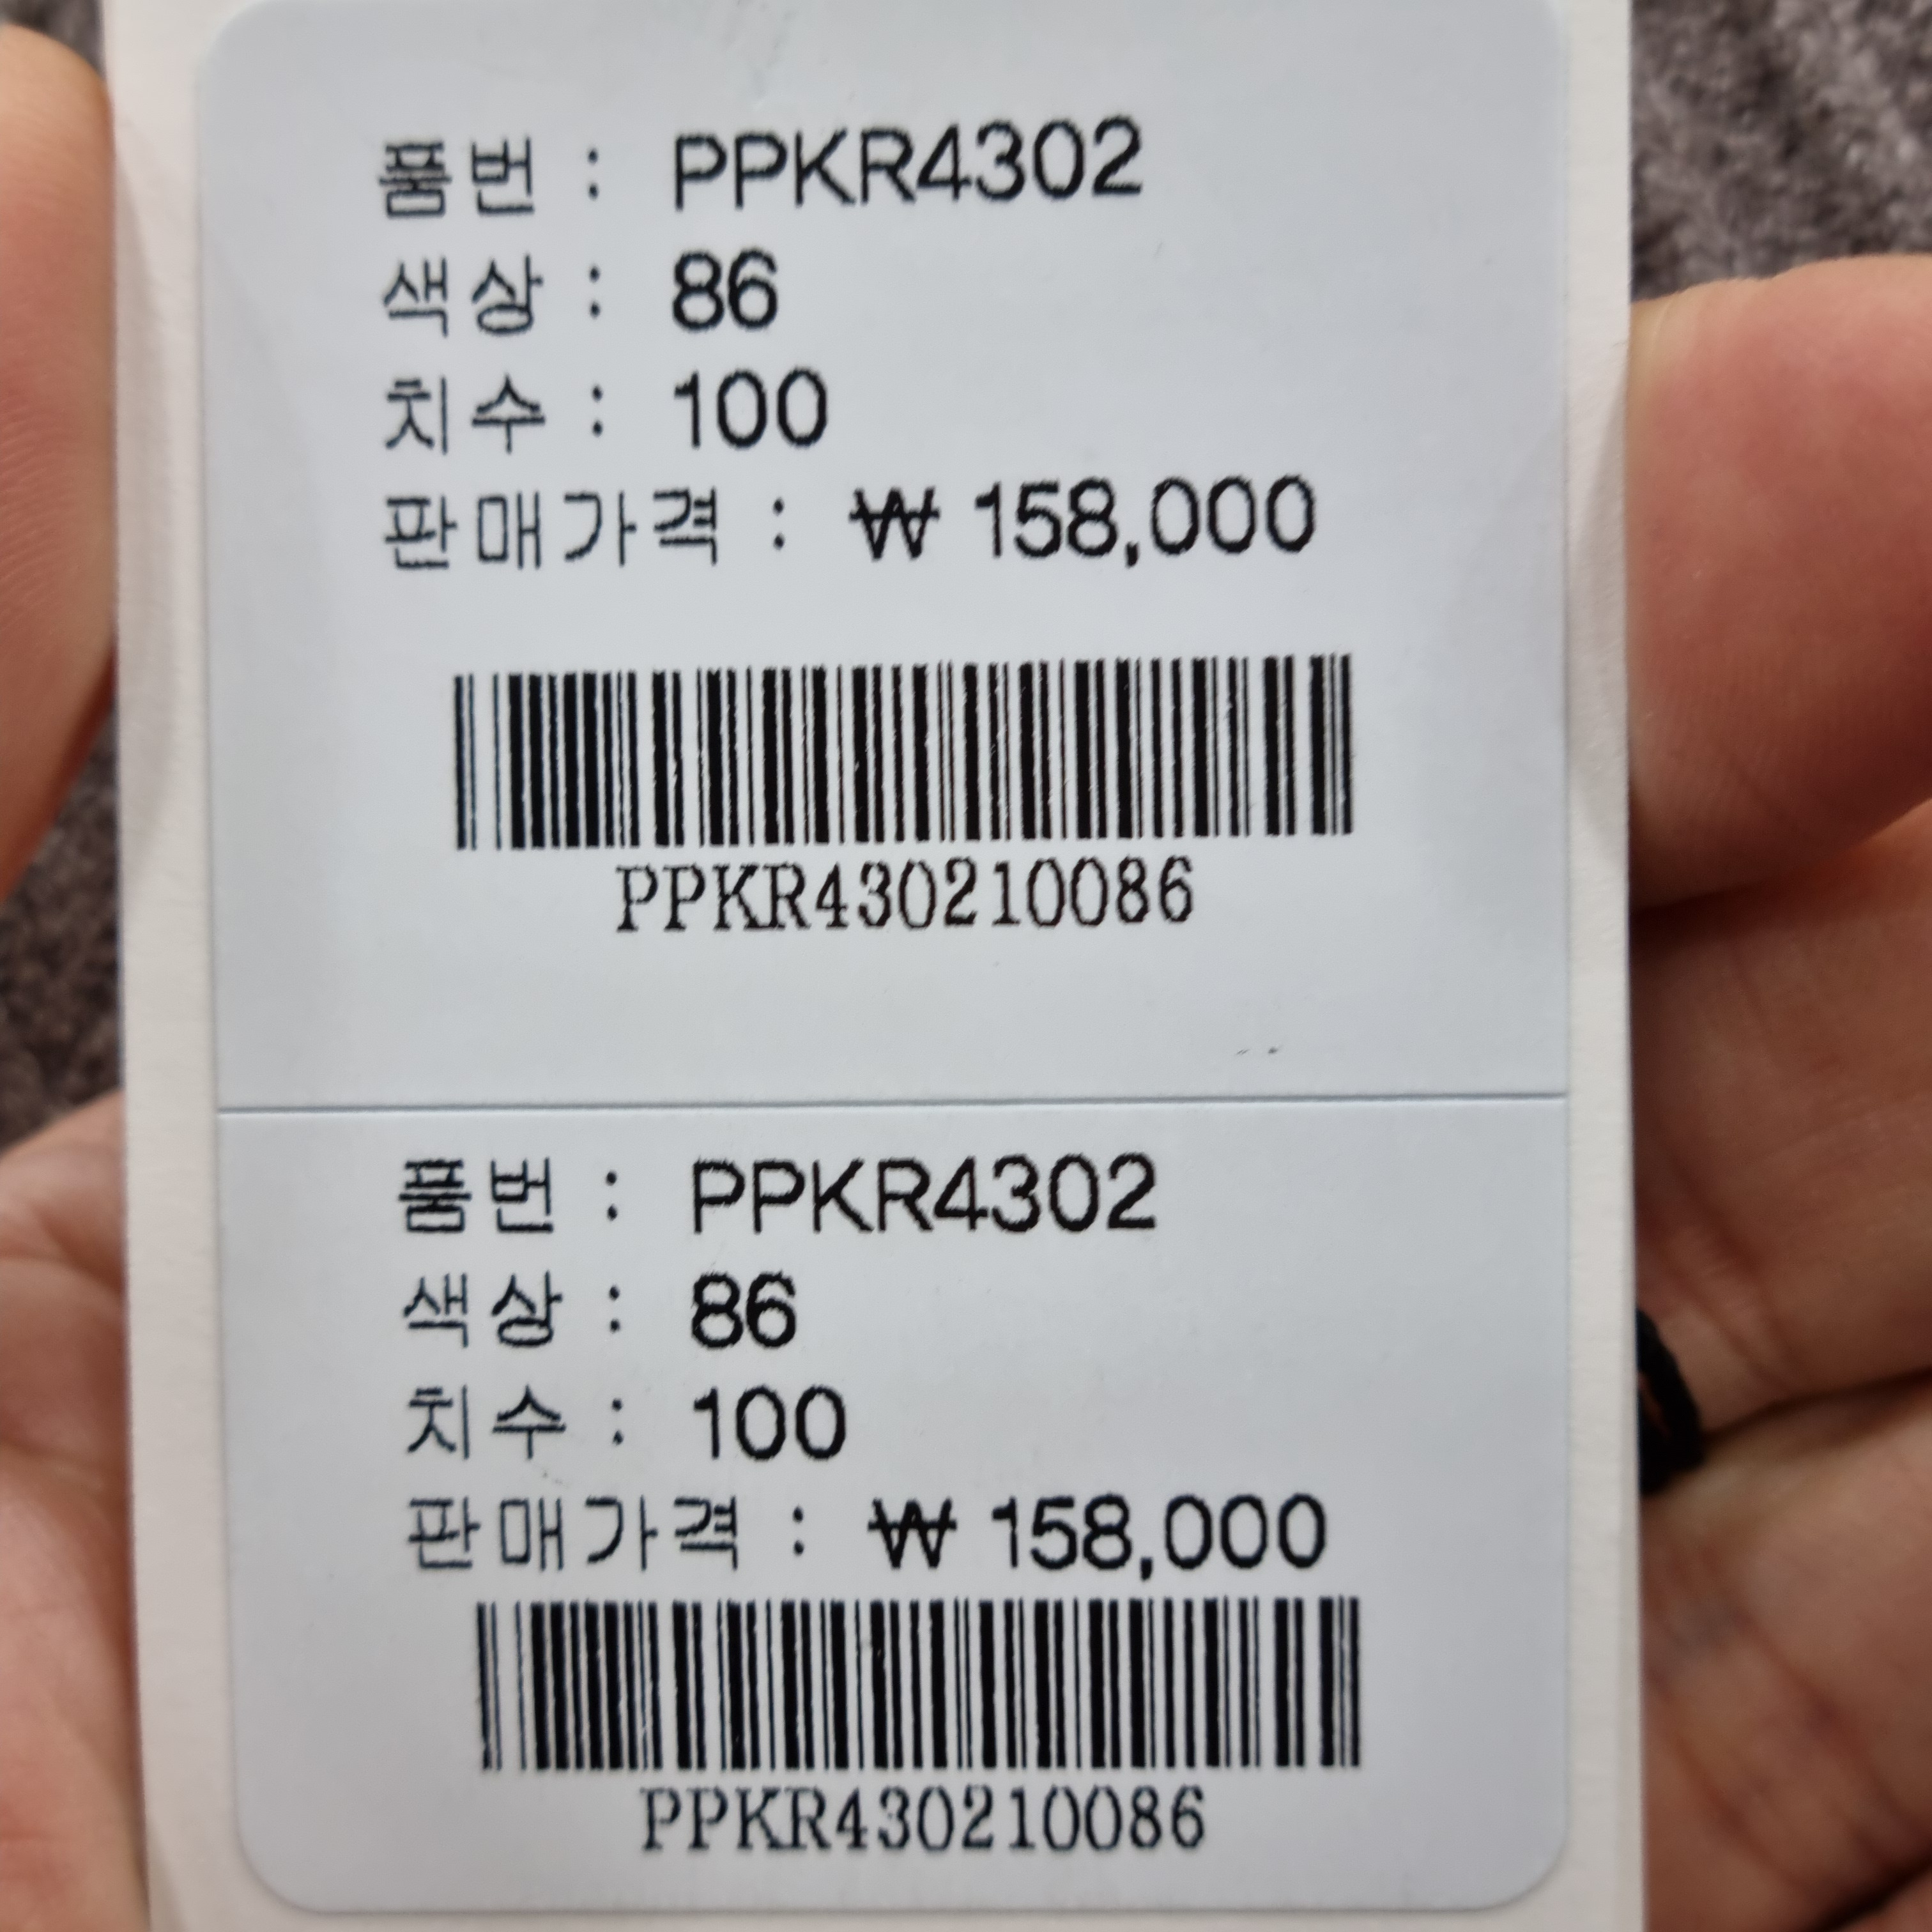 품번 : PPKR4302
색상 : 86
치수 : 100
판매가격 : ₩ 158,000
PPKR430210086
품번 : PPKR4302
색상 : 86
치수 : 100
판매가격 : ₩ 158,000
PPKR430210086